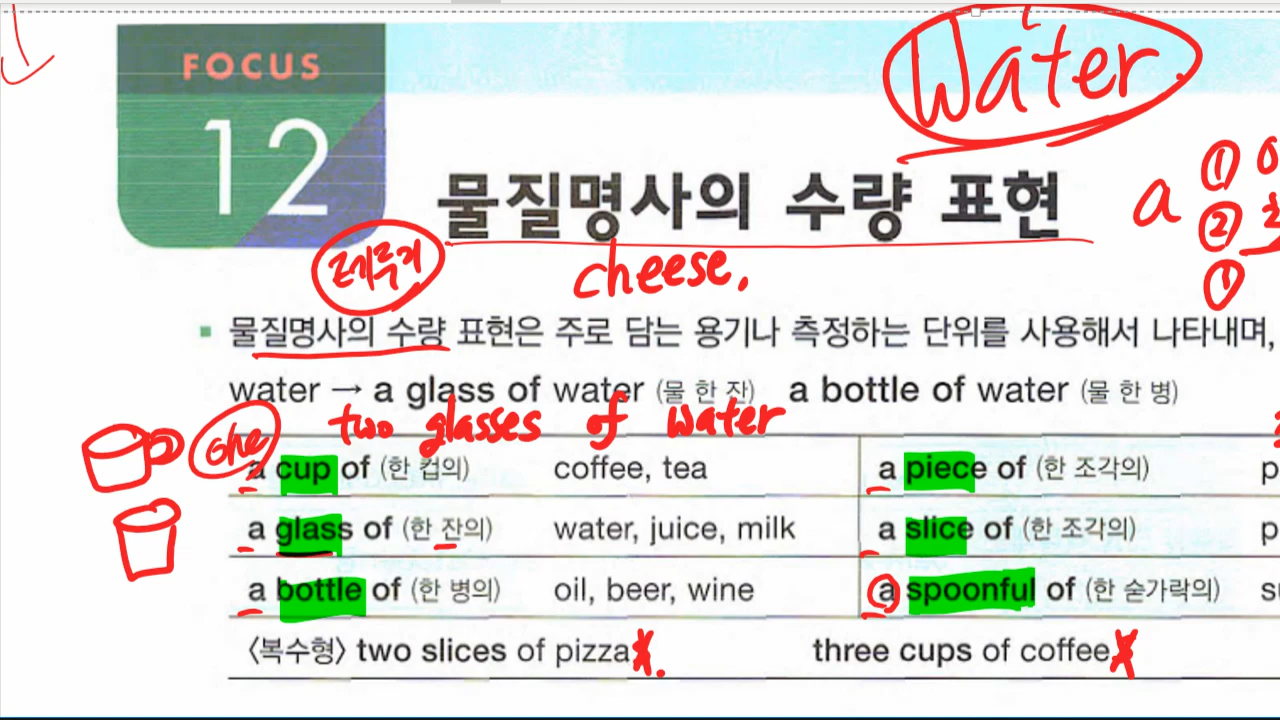 Water
FOCUS
12
물질명사의 수량 표현
a ①
②
①
cheese.
물질명사의 수량 표현은 주로 담는 용기나 측정하는 단위를 사용해서 나타내며,
water → a glass of water (물 한 잔) a bottle of water (물 한 병)
two glasses of water
one
a cup of (한 컵의) coffee, tea a piece of (한 조각의) p
a glass of (한 잔의) water, juice, milk a slice of (한 조각의) p
a bottle of (한 병의) oil, beer, wine a spoonful of (한 숟가락의) su
〈복수형〉 two slices of pizza three cups of coffee